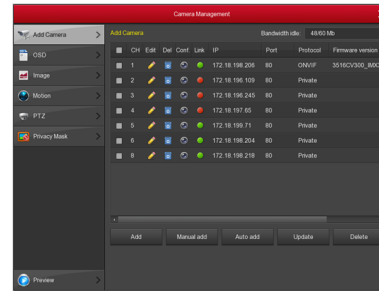 Camera Management
Add Camera
OSD
Image
Motion
PTZ
Privacy Mask
Preview
Add Camera
Bandwidth idle: 48/60 Mb
CH Edit Del Conf Link IP Port Protocol Firmware version
1 172.18.198.206 80 ONVIF 3516CV300_IMX
2 172.18.196.109 80 Private
3 172.18.196.245 80 Private
4 172.18.197.65 80 Private
5 172.18.199.71 80 Private
6 172.18.198.204 80 Private
8 172.18.198.218 80 Private
Add Manual add Auto add Update Delete